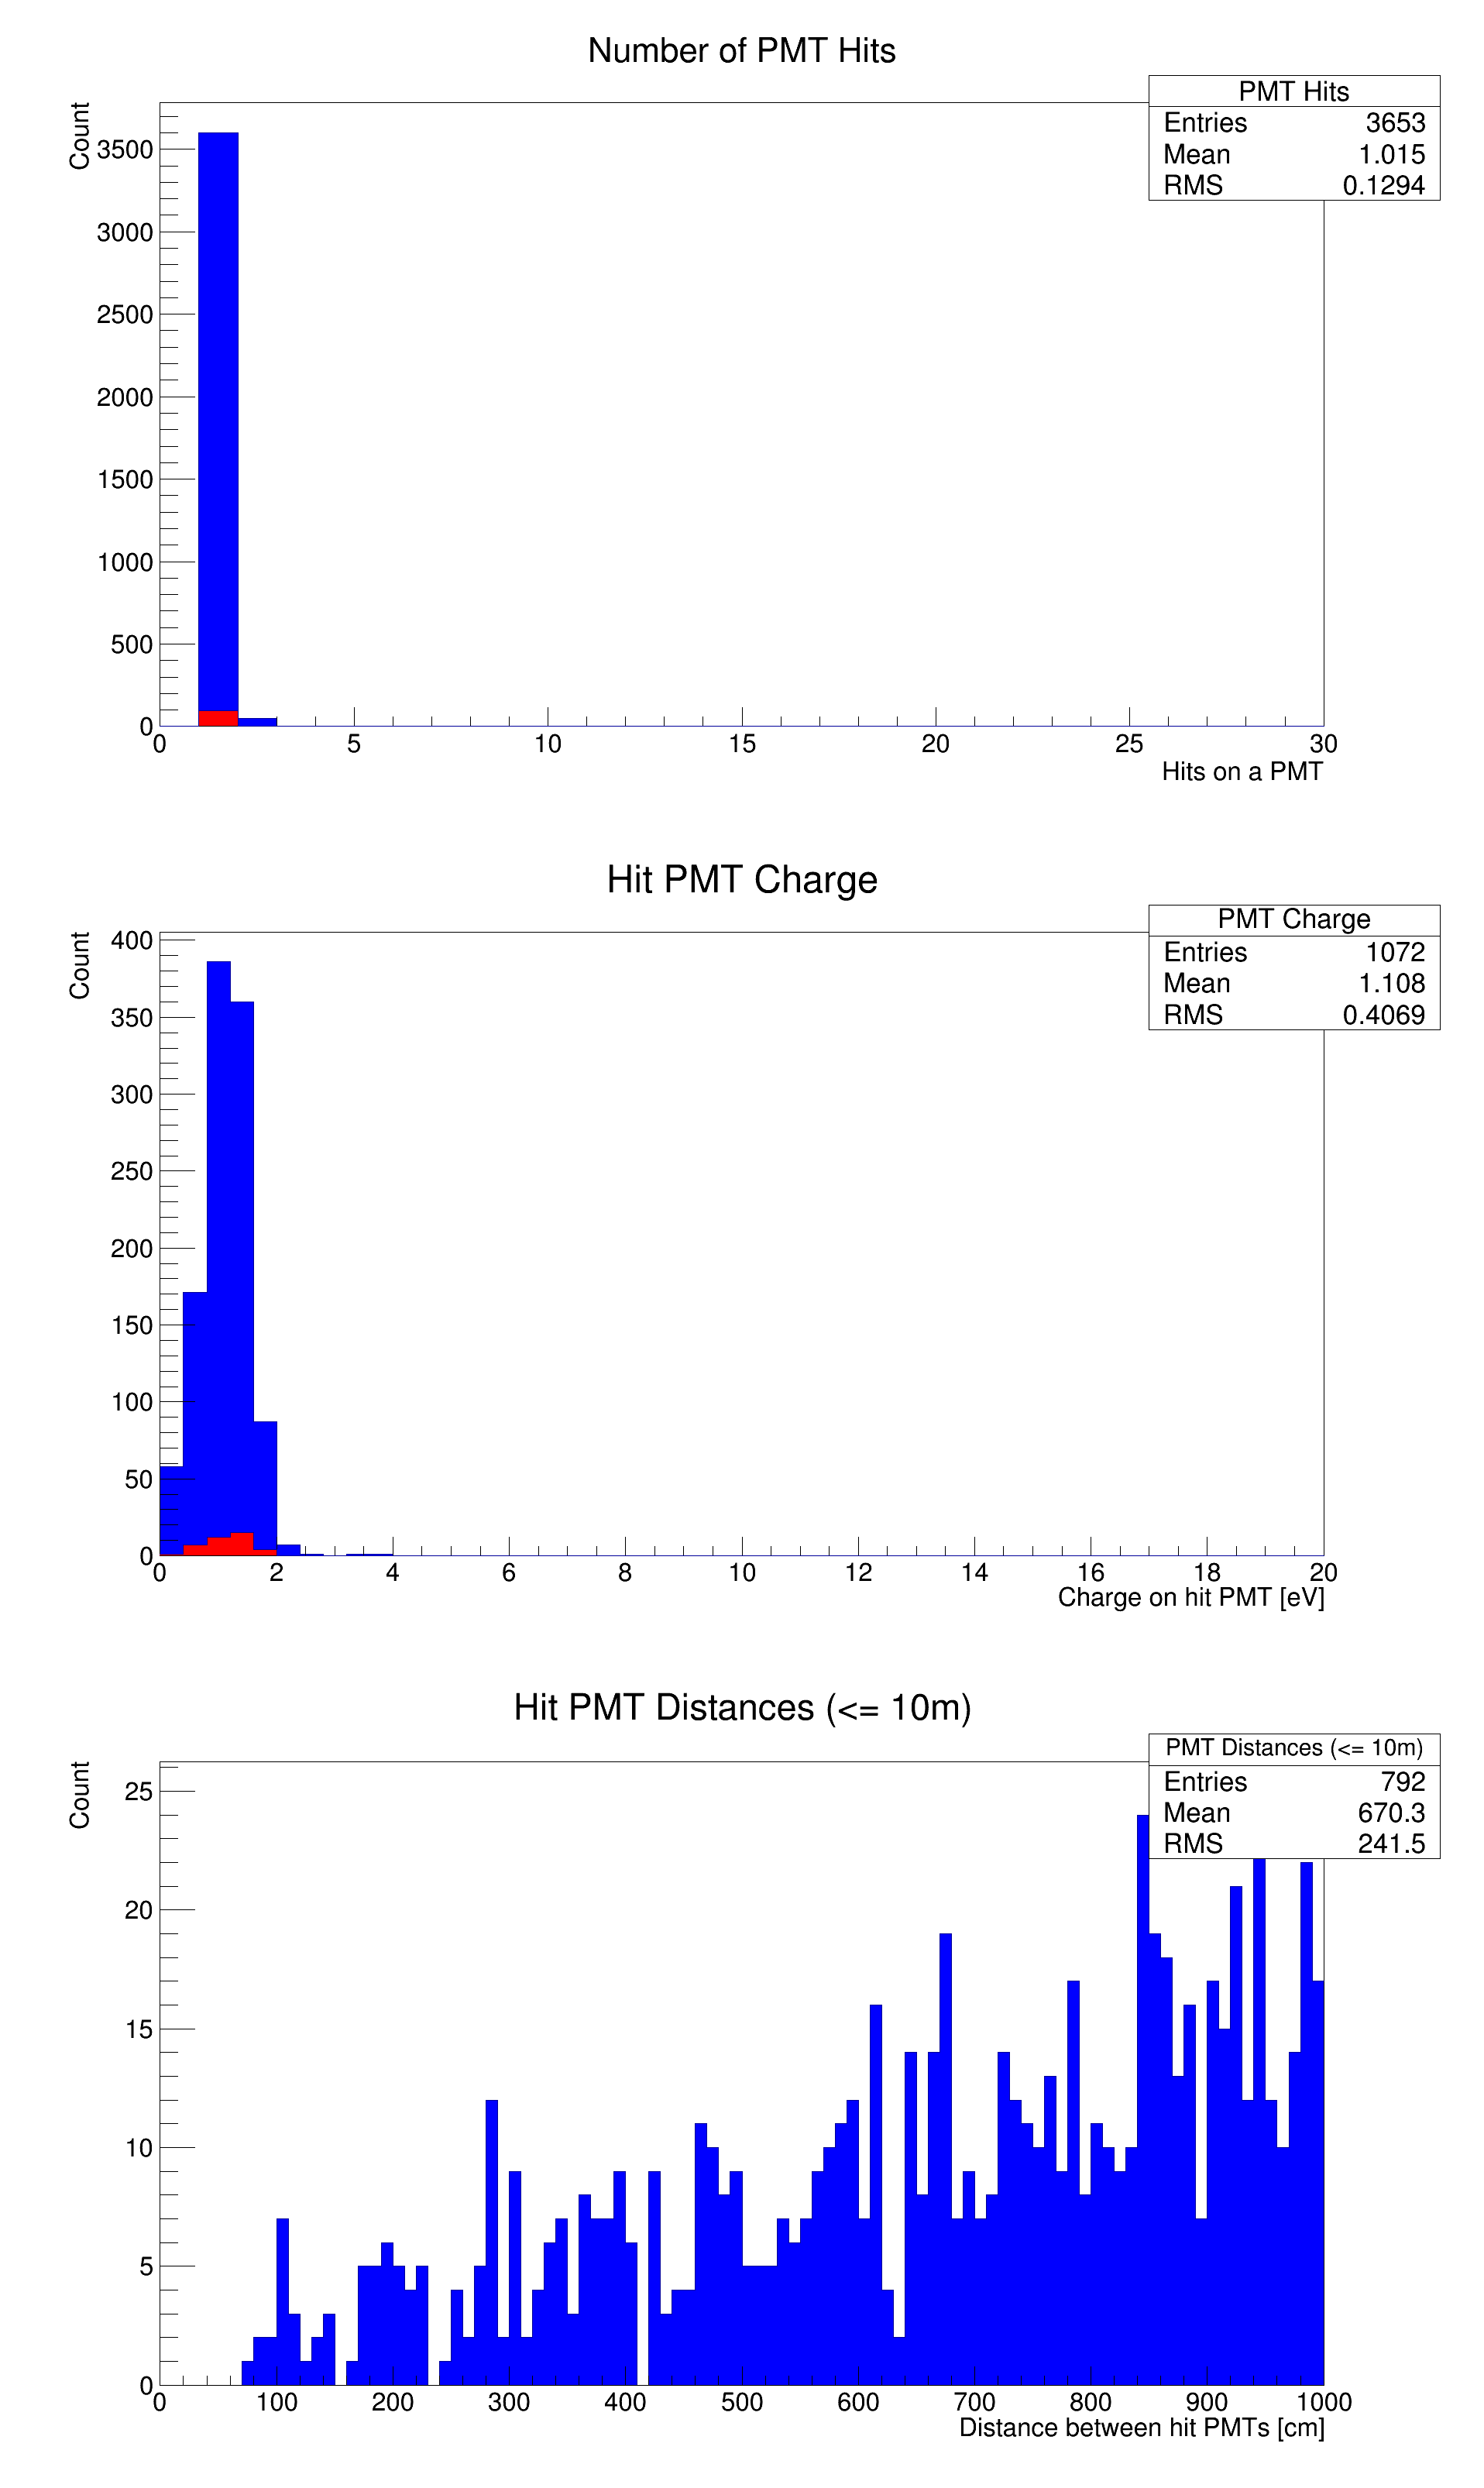 Number of PMT Hits
PMT Hits
Entries 3653
Mean 1.015
RMS 0.1294
Count
3500
3000
2500
2000
1500
1000
500
0
0 5 10 15 20 25 30
Hits on a PMT
Hit PMT Charge
PMT Charge
Entries 1072
Mean 1.108
RMS 0.4069
Count
400
350
300
250
200
150
100
50
0
0 2 4 6 8 10 12 14 16 18 20
Charge on hit PMT [eV]
Hit PMT Distances (<= 10m)
PMT Distances (<= 10m)
Entries 792
Mean 670.3
RMS 241.5
Count
25
20
15
10
5
0
0 100 200 300 400 500 600 700 800 900 1000
Distance between hit PMTs [cm]